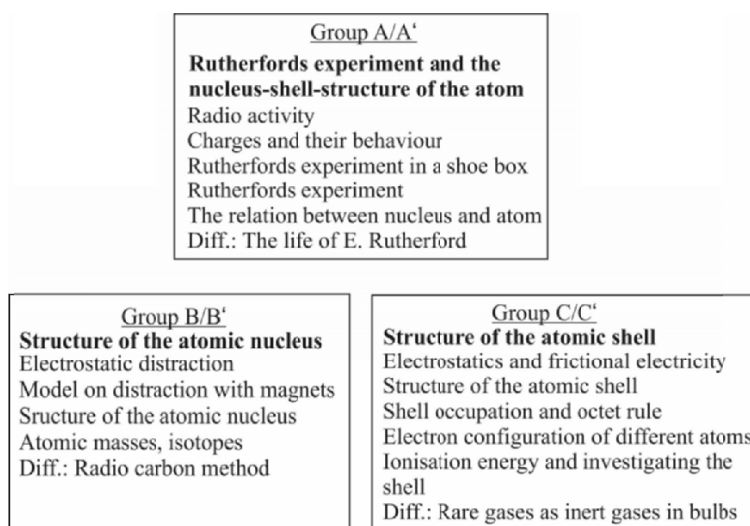 Group A/A‘
Rutherfords experiment and the
nucleus-shell-structure of the atom
Radio activity
Charges and their behaviour
Rutherfords experiment in a shoe box
Rutherfords experiment
The relation between nucleus and atom
Diff.: The life of E. Rutherford
Group B/B‘
Structure of the atomic nucleus
Electrostatic distraction
Model on distraction with magnets
Sructure of the atomic nucleus
Atomic masses, isotopes
Diff.: Radio carbon method
Group C/C‘
Structure of the atomic shell
Electrostatics and frictional electricity
Structure of the atomic shell
Shell occupation and octet rule
Electron configuration of different atoms
Ionisation energy and investigating the
shell
Diff.: Rare gases as inert gases in bulbs